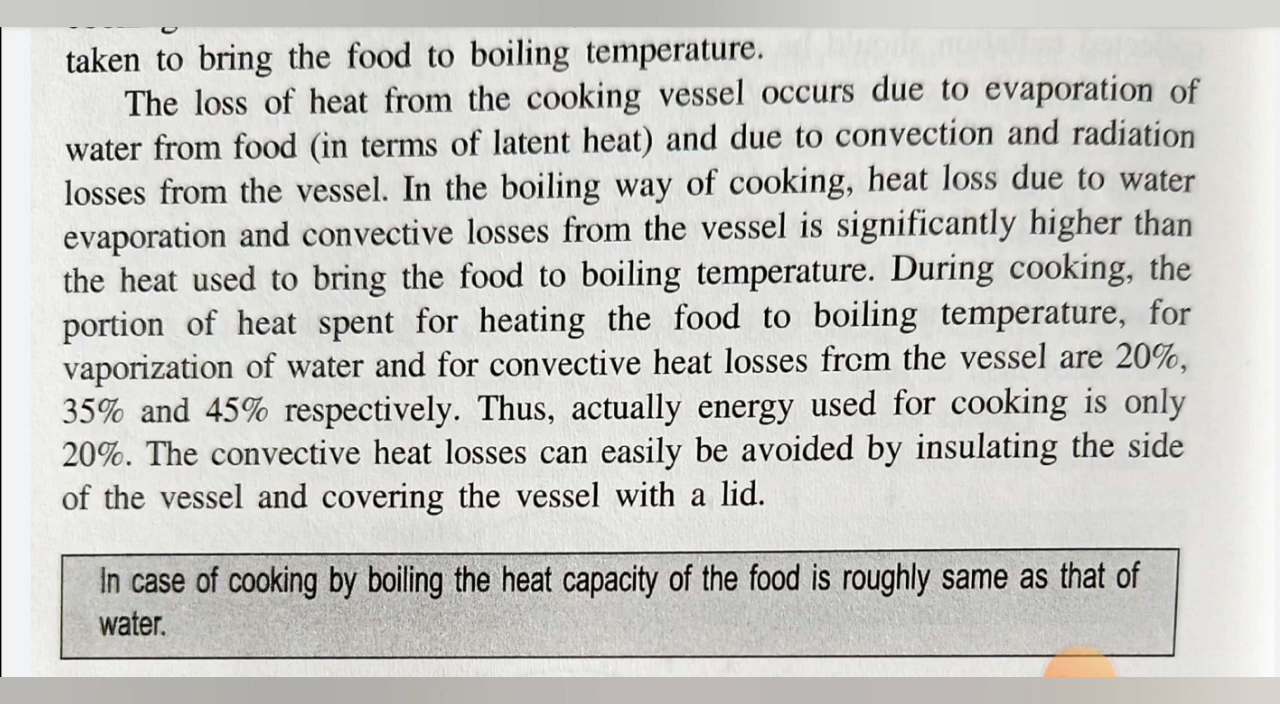 taken to bring the food to boiling temperature.
The loss of heat from the cooking vessel occurs due to evaporation of
water from food (in terms of latent heat) and due to convection and radiation
losses from the vessel. In the boiling way of cooking, heat loss due to water
evaporation and convective losses from the vessel is significantly higher than
the heat used to bring the food to boiling temperature. During cooking, the
portion of heat spent for heating the food to boiling temperature, for
vaporization of water and for convective heat losses from the vessel are 20%,
35% and 45% respectively. Thus, actually energy used for cooking is only
20%. The convective heat losses can easily be avoided by insulating the side
of the vessel and covering the vessel with a lid.
In case of cooking by boiling the heat capacity of the food is roughly same as that of
water.